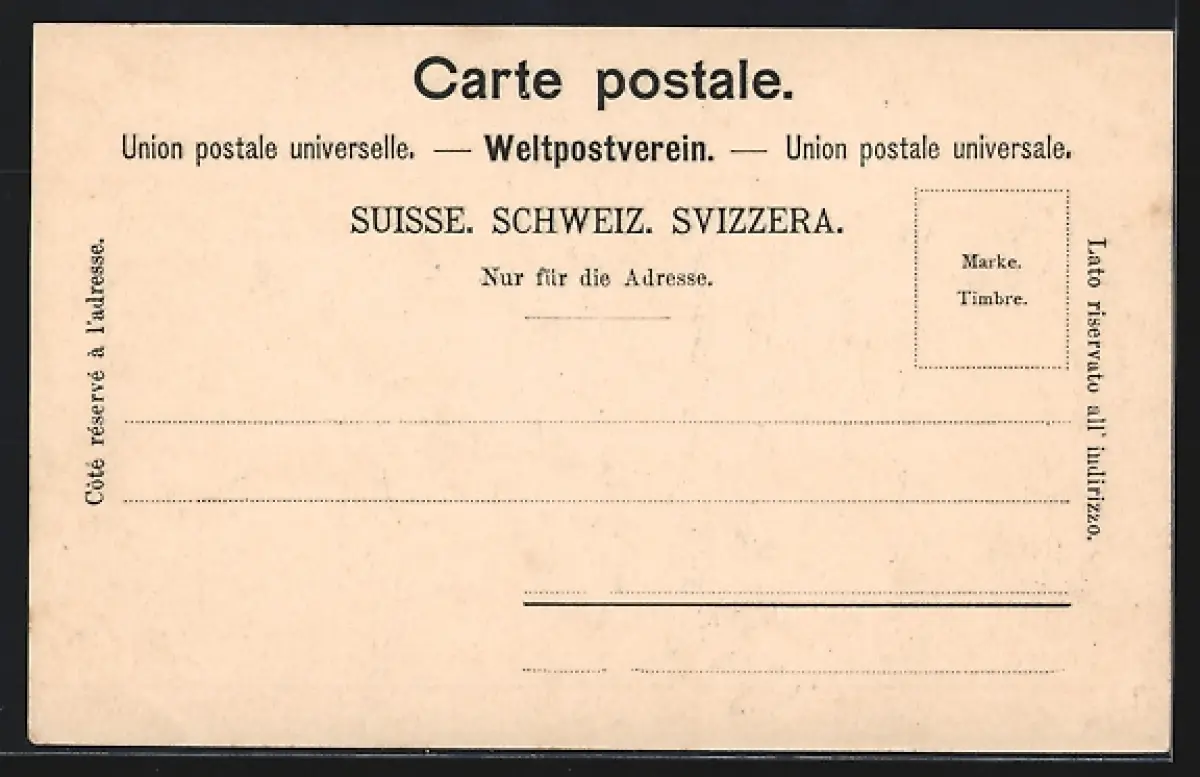 Carte postale.
Union postale universelle. — Weltpostverein. — Union postale universale.
SUISSE. SCHWEIZ. SVIZZERA.
Nur für die Adresse.
Marke.
Timbre.
Côté réservé à l'adresse.
Lato riservato all' indirizzo.